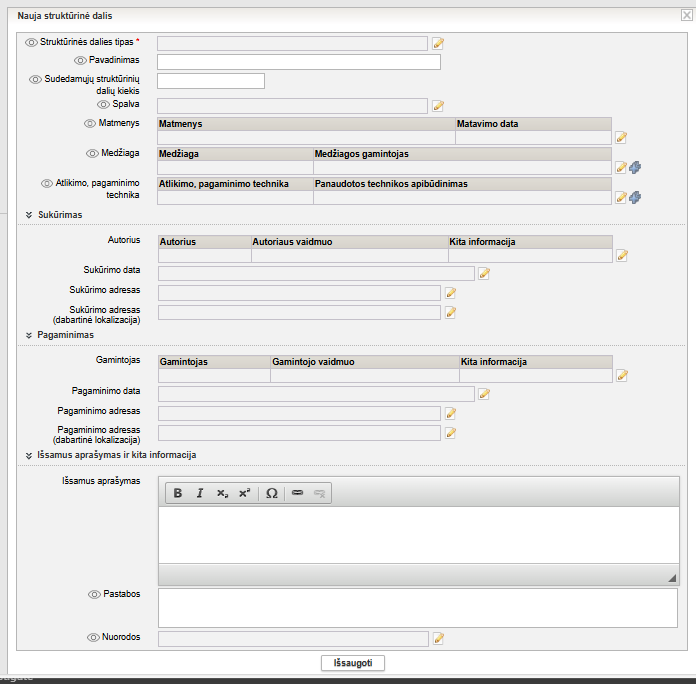 Nauja struktūrinė dalis
Struktūrinės dalies tipas *
Pavadinimas
Sudedamųjų struktūrinių
dalių kiekis
Spalva
Matmenys
Matmenys Matavimo data
Medžiaga
Medžiaga Medžiagos gamintojas
Atlikimo, pagaminimo
technika
Atlikimo, pagaminimo technika Panaudotos technikos apibūdinimas
Sukūrimas
Autorius
Autorius Autoriaus vaidmuo Kita informacija
Sukūrimo data
Sukūrimo adresas
Sukūrimo adresas
(dabartinė lokalizacija)
Pagaminimas
Gamintojas
Gamintojas Gamintojo vaidmuo Kita informacija
Pagaminimo data
Pagaminimo adresas
Pagaminimo adresas
(dabartinė lokalizacija)
Išsamus aprašymas ir kita informacija
Išsamus aprašymas
B I x₂ x² Ω
Pastabos
Nuorodos
Išsaugoti